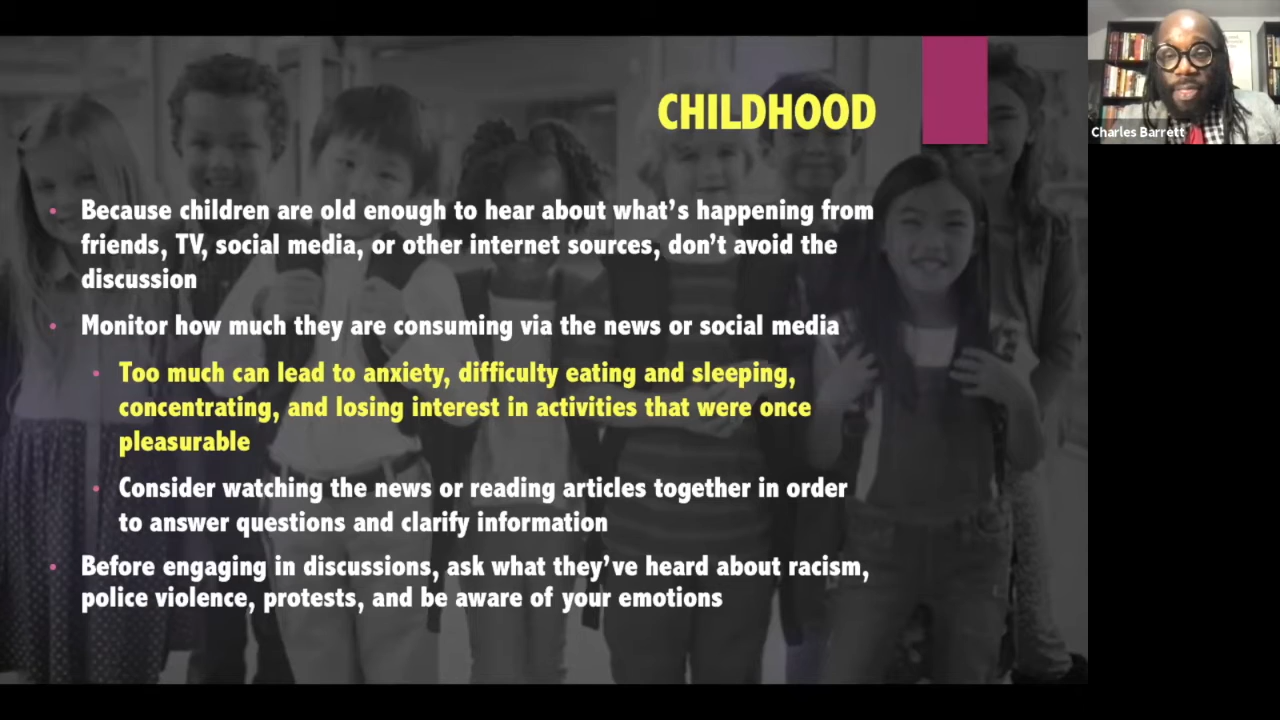 CHILDHOOD
Charles Barrett
Because children are old enough to hear about what's happening from
friends, TV, social media, or other internet sources, don't avoid the
discussion
Monitor how much they are consuming via the news or social media
Too much can lead to anxiety, difficulty eating and sleeping,
concentrating, and losing interest in activities that were once
pleasurable
Consider watching the news or reading articles together in order
to answer questions and clarify information
Before engaging in discussions, ask what they've heard about racism,
police violence, protests, and be aware of your emotions